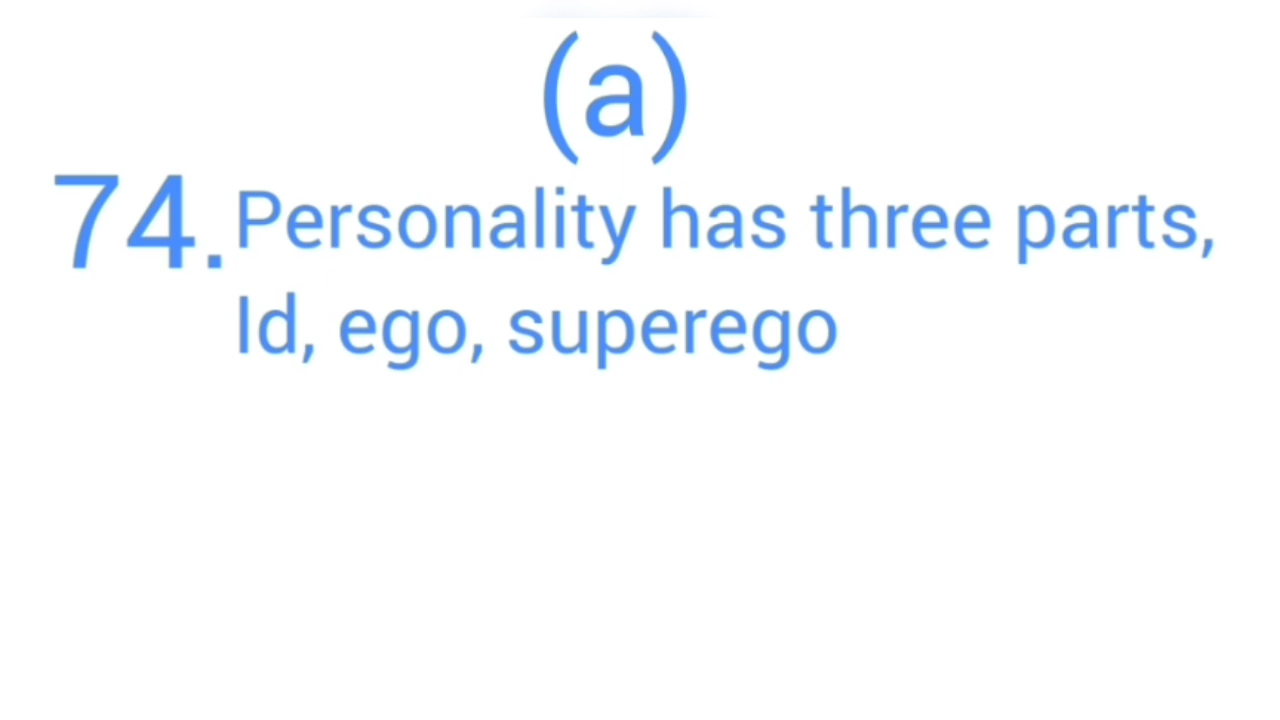 (a)
74. Personality has three parts,
Id, ego, superego